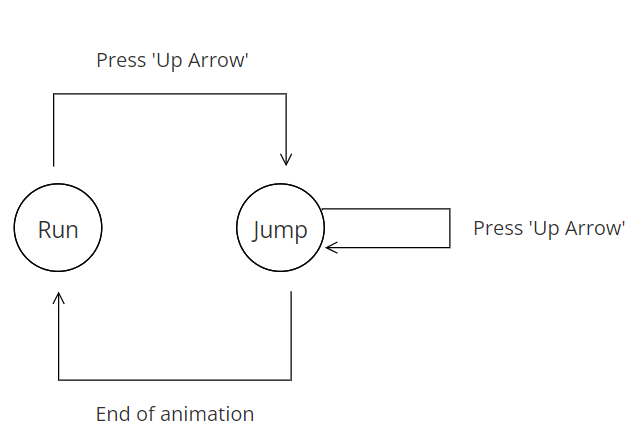 Press 'Up Arrow'
Run
Jump
Press 'Up Arrow'
End of animation